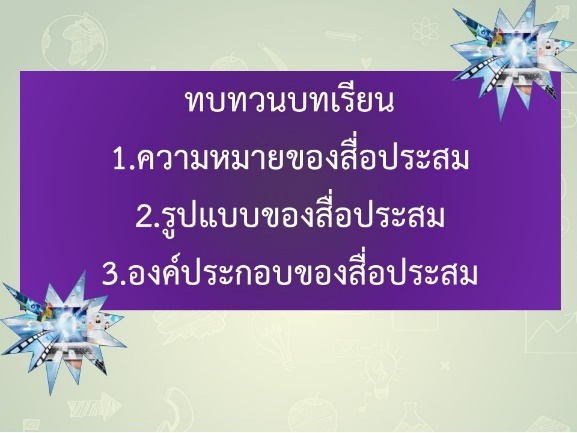 ทบทวนบทเรียน
1.ความหมายของสื่อประสม
2.รูปแบบของสื่อประสม
3.องค์ประกอบของสื่อประสม